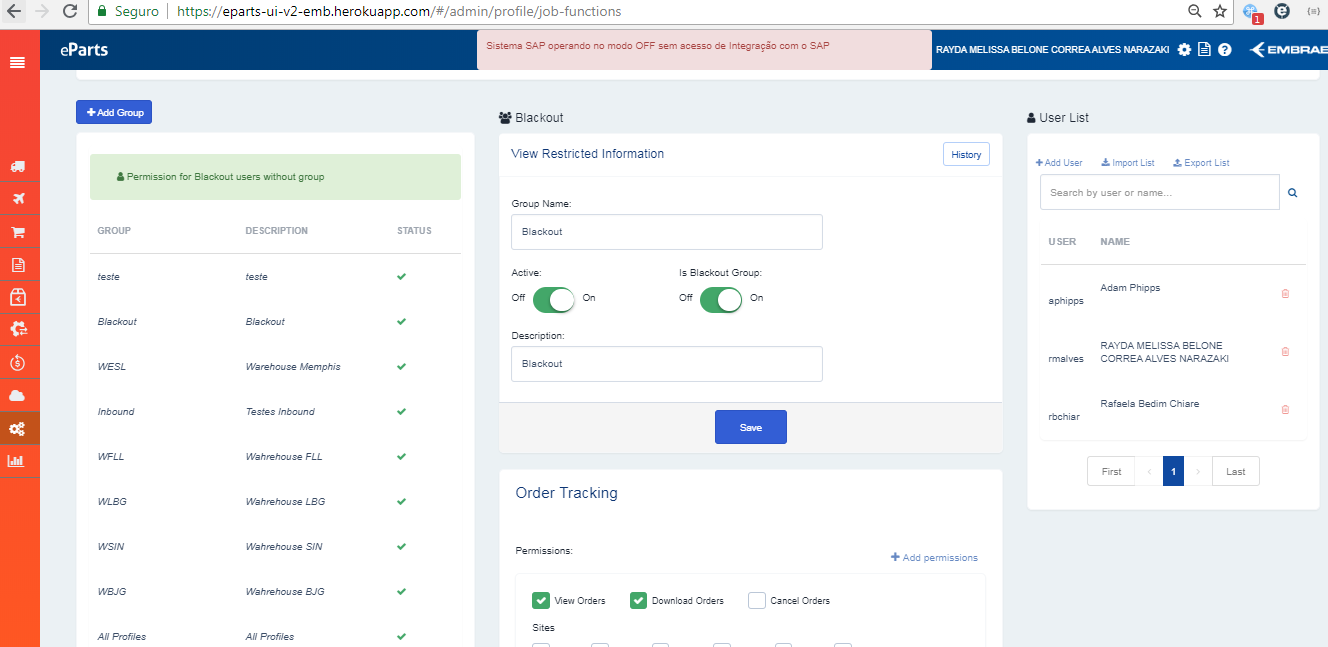 Seguro
https://eparts-ui-v2-emb.herokuapp.com/#/admin/profile/job-functions
1
eParts
Sistema SAP operando no modo OFF sem acesso de Integração com o SAP
RAYDA MELISSA BELONE CORREA ALVES NARAZAKI
EMBRAE
+ Add Group
Permission for Blackout users without group
GROUP DESCRIPTION STATUS
teste teste
Blackout Blackout
WESL Warehouse Memphis
Inbound Testes Inbound
WFLL Wahrehouse FLL
WLBG Wahrehouse LBG
WSIN Wahrehouse SIN
WBJG Wahrehouse BJG
All Profiles All Profiles
Blackout
View Restricted Information
History
Group Name:
Blackout
Active: Is Blackout Group:
Off On Off On
Description:
Blackout
Save
Order Tracking
Permissions:
+ Add permissions
View Orders Download Orders Cancel Orders
Sites
User List
+ Add User Import List Export List
Search by user or name...
USER NAME
aphipps Adam Phipps
rmalves RAYDA MELISSA BELONE
CORREA ALVES NARAZAKI
rbchiar Rafaela Bedim Chiare
First ‹ 1 › Last